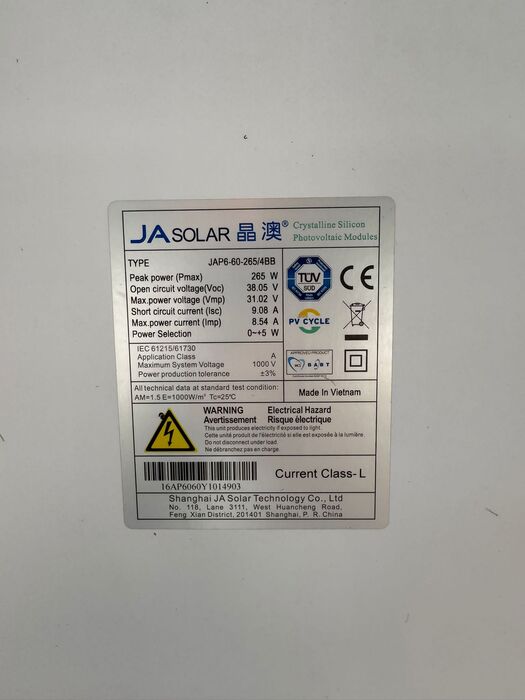 JA SOLAR 晶澳® Crystalline Silicon
Photovoltaic Modules
TYPE JAP6-60-265/4BB
Peak power (Pmax) 265 W
Open circuit voltage(Voc) 38.05 V
Max.power voltage (Vmp) 31.02 V
Short circuit current (Isc) 9.08 A
Max.power current (Imp) 8.54 A
Power Selection 0~+5 W
TÜV
SÜD
CE
PV CYCLE
IEC 61215/61730
Application Class A
Maximum System Voltage 1000 V
Power production tolerance ±3%
APPROVED PRODUCT
BABT
All technical data at standard test condition:
AM=1.5 E=1000W/m² Tc=25℃
Made In Vietnam
WARNING Electrical Hazard
Avertissement Risque électrique
This unit produces electricity if exposed to light.
Cette unité produit de l'électricité si elle est exposée à la lumière.
Do not disconnect under load.
Ne débranchez pas en charge.
16AP6060Y1014903
Current Class- L
Shanghai JA Solar Technology Co., Ltd
No. 118, Lane 3111, West Huancheng Road,
Feng Xian District, 201401 Shanghai, P. R. China